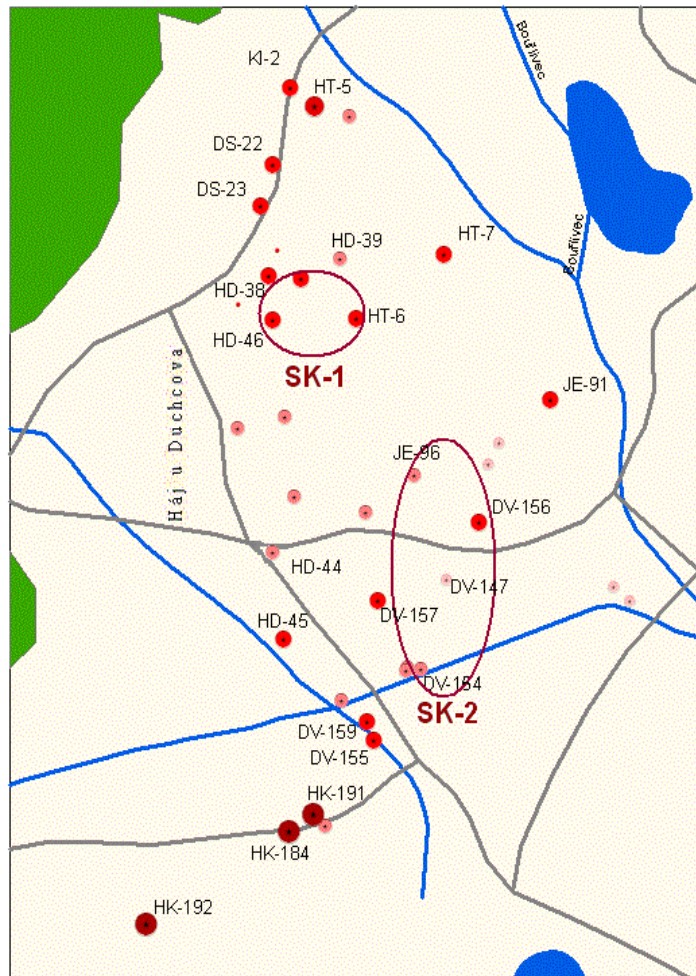 Bouřlivec
KI-2
HT-5
DS-22
DS-23
HD-39
HT-7
Bouřlivec
HD-38
HT-6
HD-46
SK-1
Háj u Duchcova
JE-91
JE-96
DV-156
HD-44
DV-147
DV-157
HD-45
DV-154
SK-2
DV-159
DV-155
HK-191
HK-184
HK-192